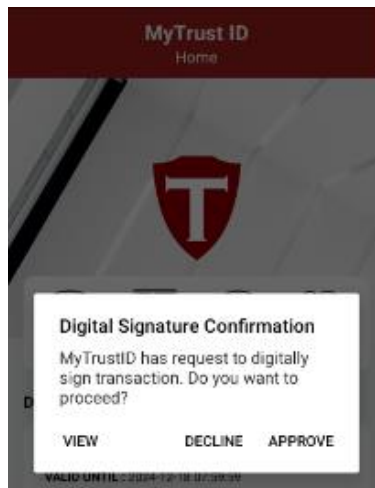 MyTrust ID
Home
T
Digital Signature Confirmation
MyTrustID has request to digitally
sign transaction. Do you want to
proceed?
VIEW DECLINE APPROVE
VALID UNTIL : 2024-12-18 07:59:59